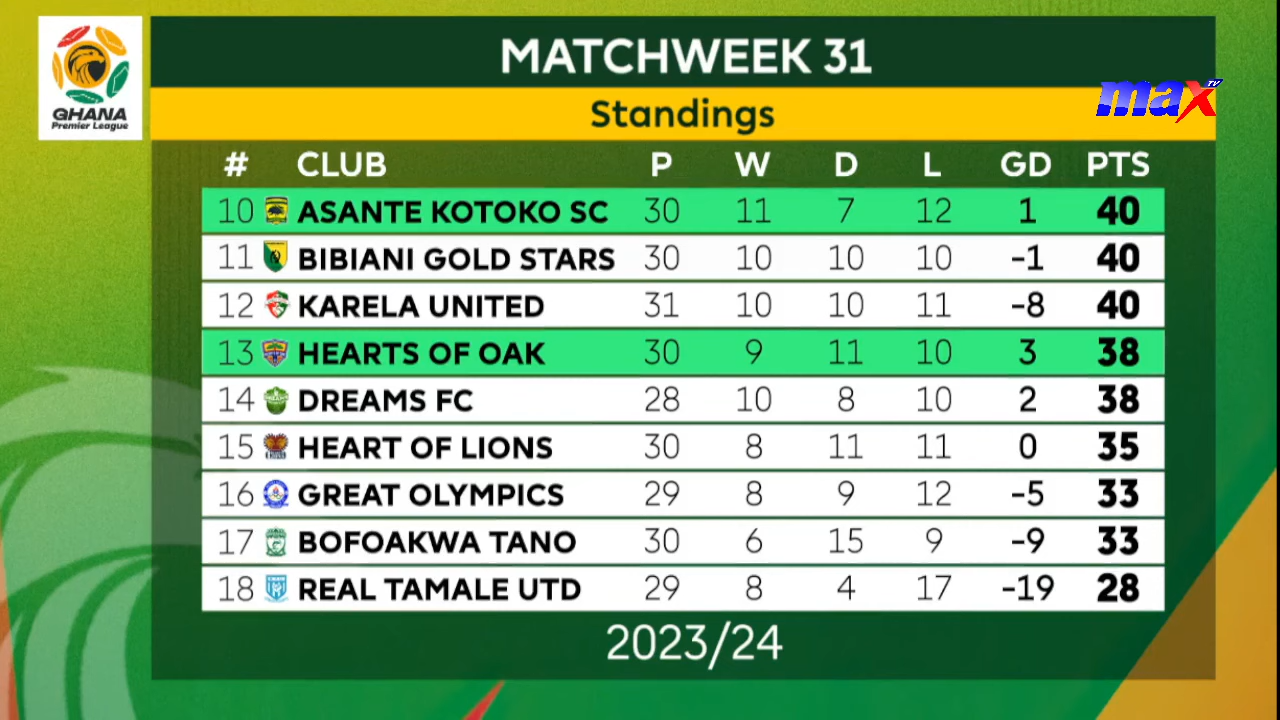 GHANA
Premier League
MATCHWEEK 31
max TV
Standings
# CLUB P W D L GD PTS
10 ASANTE KOTOKO SC 30 11 7 12 1 40
11 BIBIANI GOLD STARS 30 10 10 10 -1 40
12 KARELA UNITED 31 10 10 11 -8 40
13 HEARTS OF OAK 30 9 11 10 3 38
14 DREAMS FC 28 10 8 10 2 38
15 HEART OF LIONS 30 8 11 11 0 35
16 GREAT OLYMPICS 29 8 9 12 -5 33
17 BOFOAKWA TANO 30 6 15 9 -9 33
18 REAL TAMALE UTD 29 8 4 17 -19 28
2023/24